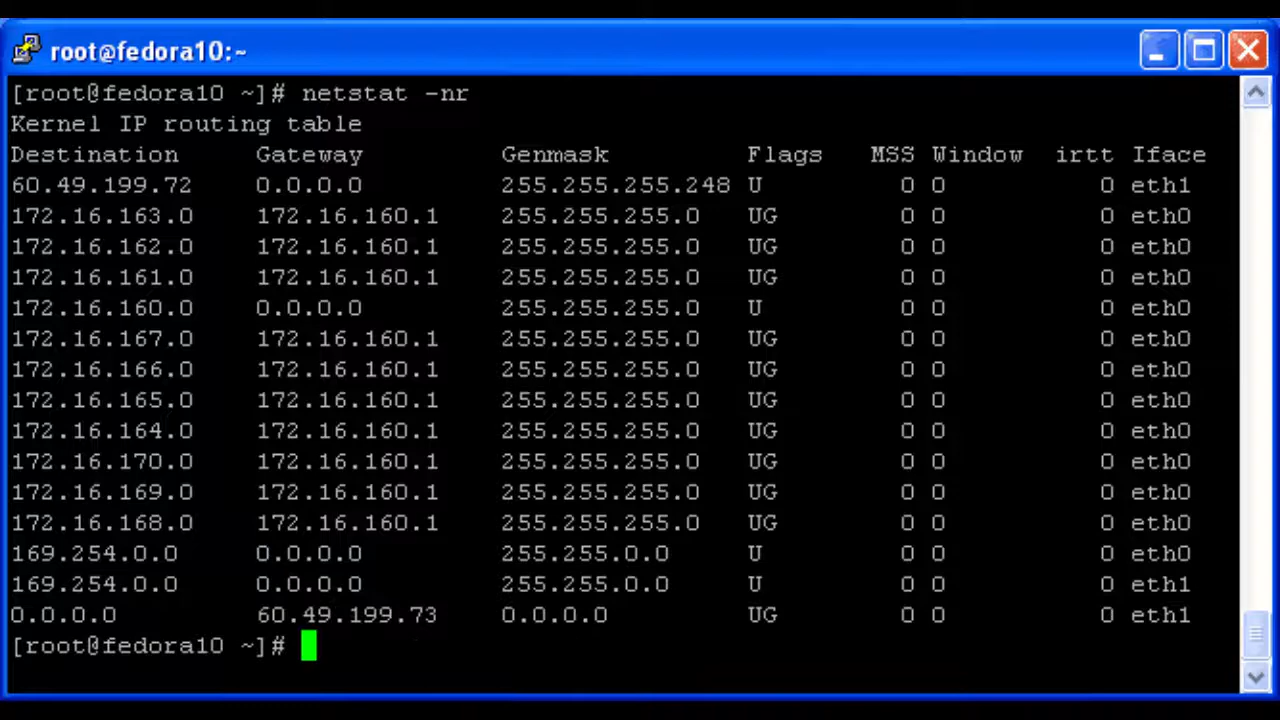 root@fedora10:~
[root@fedora10 ~]# netstat -nr
Kernel IP routing table
Destination     Gateway         Genmask         Flags   MSS Window  irtt Iface
60.49.199.72    0.0.0.0         255.255.255.248 U         0 0          0 eth1
172.16.163.0    172.16.160.1    255.255.255.0   UG        0 0          0 eth0
172.16.162.0    172.16.160.1    255.255.255.0   UG        0 0          0 eth0
172.16.161.0    172.16.160.1    255.255.255.0   UG        0 0          0 eth0
172.16.160.0    0.0.0.0         255.255.255.0   U         0 0          0 eth0
172.16.167.0    172.16.160.1    255.255.255.0   UG        0 0          0 eth0
172.16.166.0    172.16.160.1    255.255.255.0   UG        0 0          0 eth0
172.16.165.0    172.16.160.1    255.255.255.0   UG        0 0          0 eth0
172.16.164.0    172.16.160.1    255.255.255.0   UG        0 0          0 eth0
172.16.170.0    172.16.160.1    255.255.255.0   UG        0 0          0 eth0
172.16.169.0    172.16.160.1    255.255.255.0   UG        0 0          0 eth0
172.16.168.0    172.16.160.1    255.255.255.0   UG        0 0          0 eth0
169.254.0.0     0.0.0.0         255.255.0.0     U         0 0          0 eth0
169.254.0.0     0.0.0.0         255.255.0.0     U         0 0          0 eth1
0.0.0.0         60.49.199.73    0.0.0.0         UG        0 0          0 eth1
[root@fedora10 ~]#